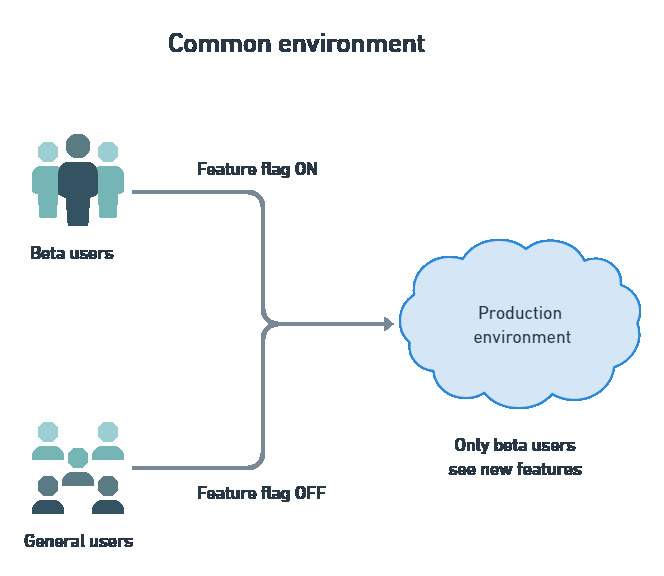 Common environment
Feature flag ON
Beta users
Production
environment
Only beta users
see new features
Feature flag OFF
General users